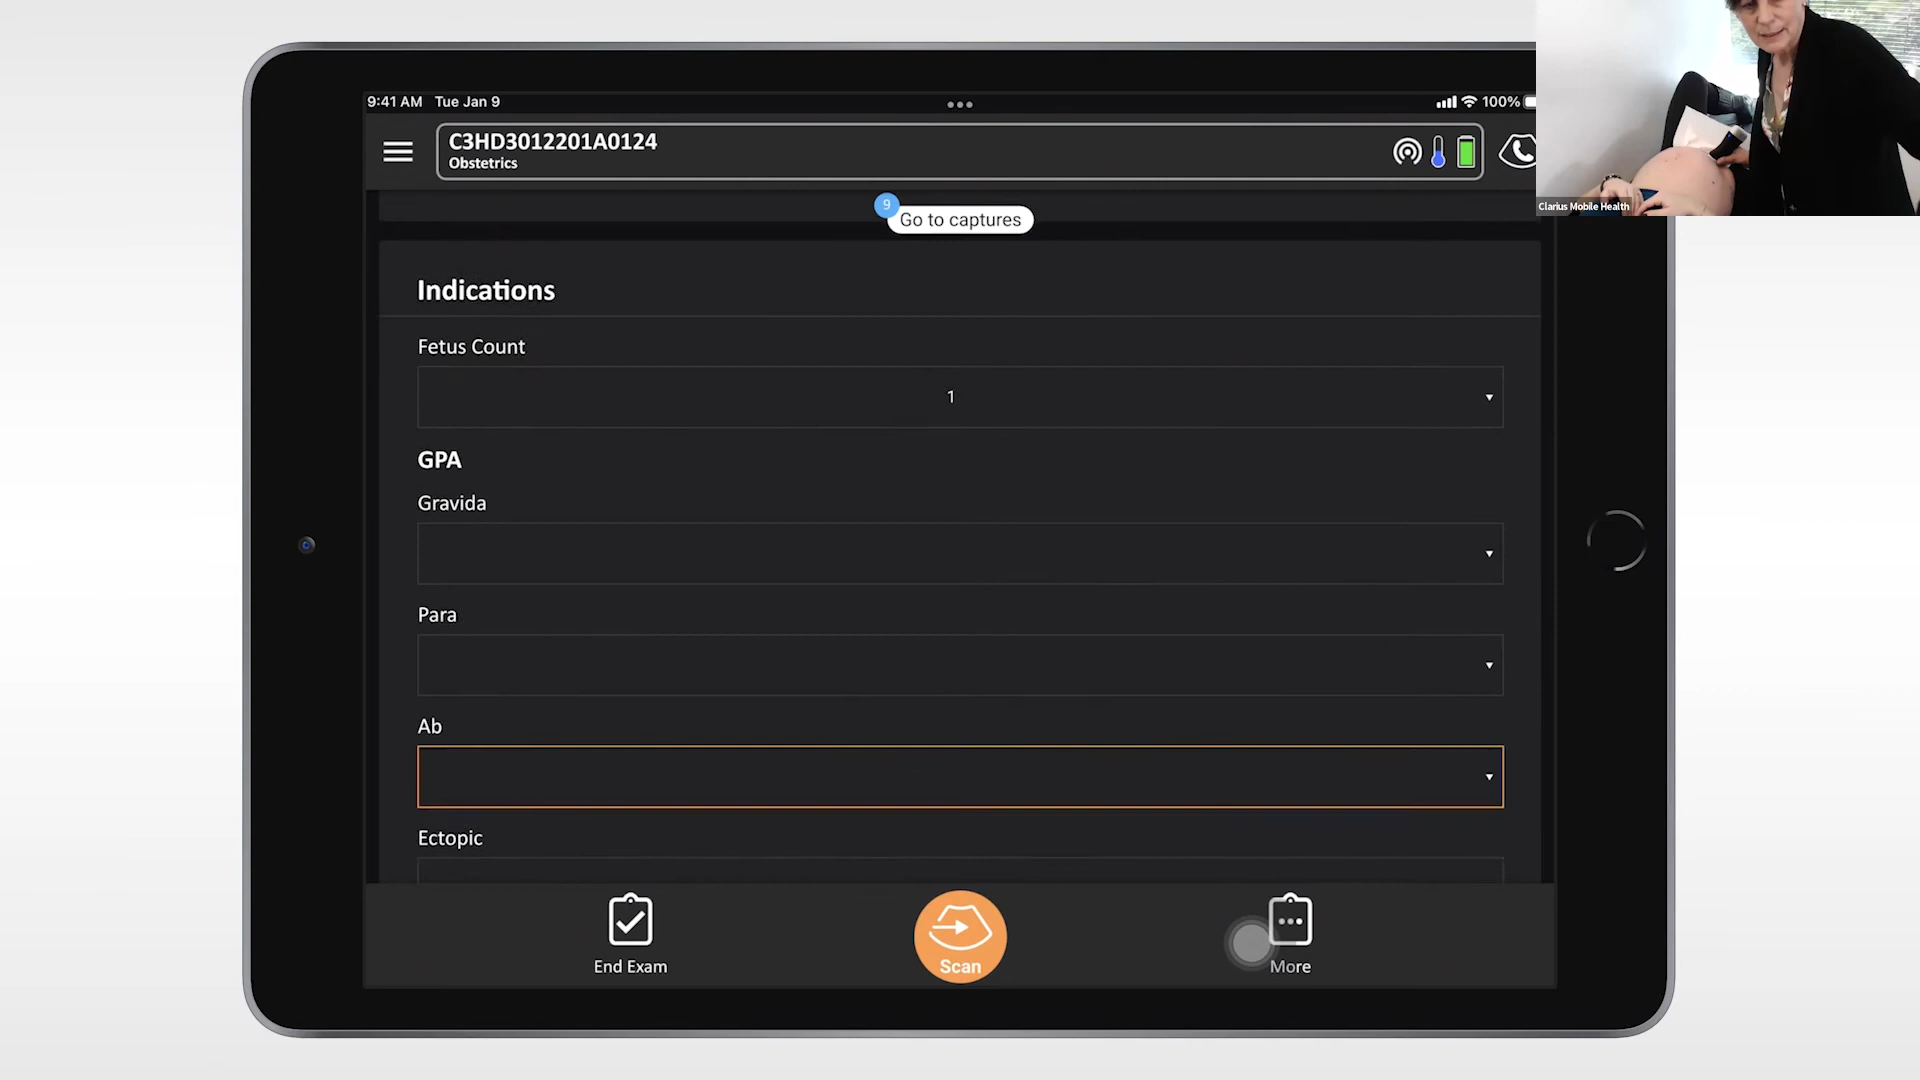 9:41 AM Tue Jan 9
100%
C3HD3012201A0124
Obstetrics
9
Go to captures
Clarius Mobile Health
Indications
Fetus Count
1
GPA
Gravida
Para
Ab
Ectopic
End Exam
Scan
More